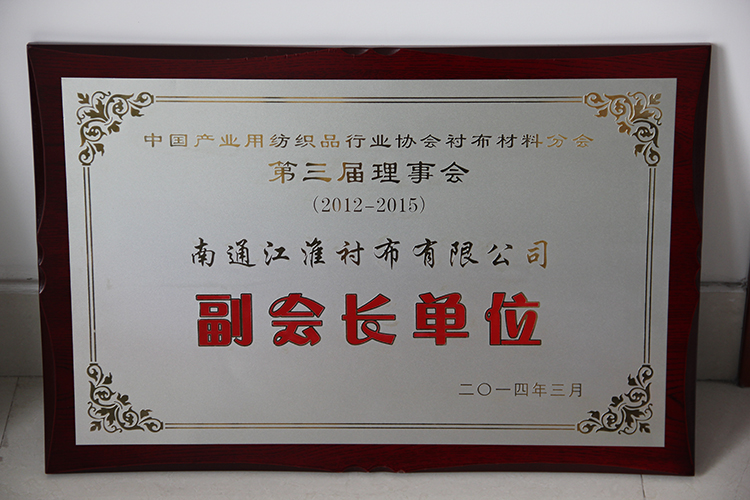 中国产业用纺织品行业协会衬布材料分会
第三届理事会
(2012-2015)
南通江淮衬布有限公司
副会长单位
二〇一四年三月